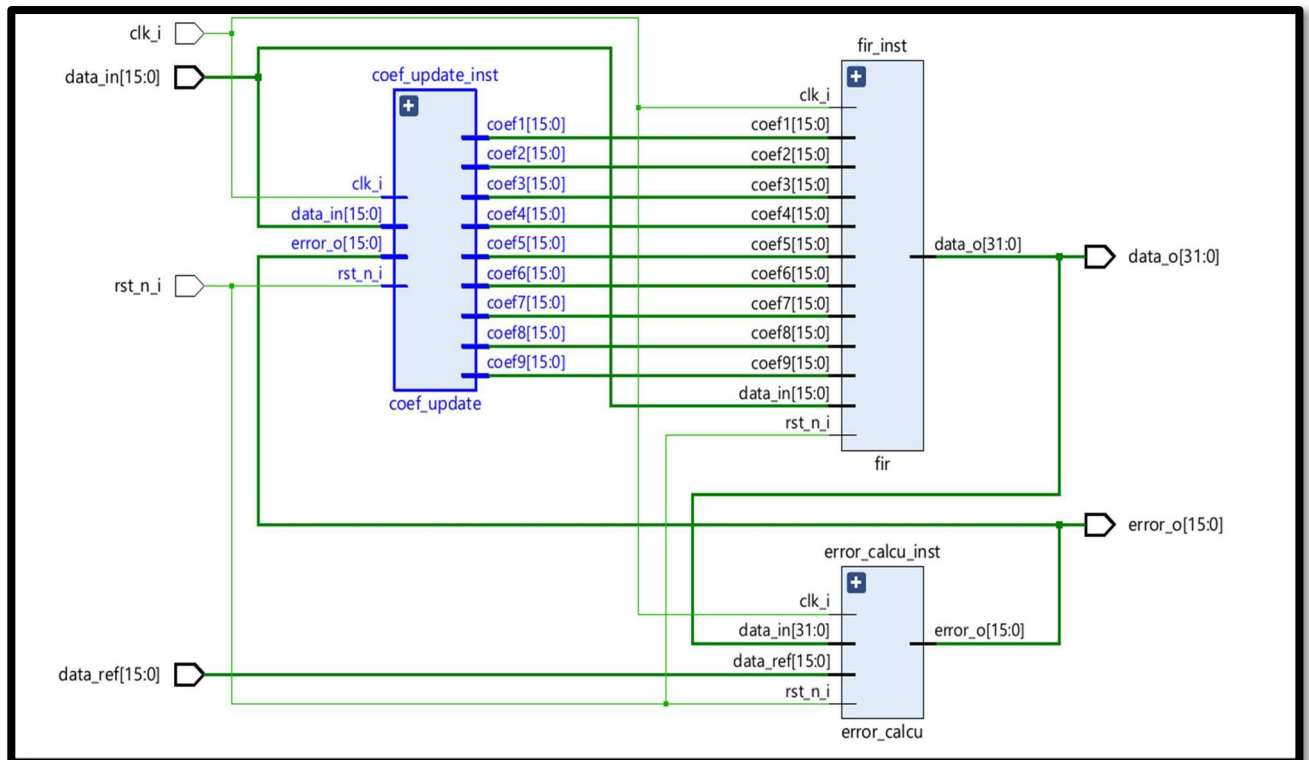 clk_i
data_in[15:0]
rst_n_i
data_ref[15:0]
coef_update_inst
clk_i
data_in[15:0]
error_o[15:0]
rst_n_i
coef1[15:0]
coef2[15:0]
coef3[15:0]
coef4[15:0]
coef5[15:0]
coef6[15:0]
coef7[15:0]
coef8[15:0]
coef9[15:0]
coef_update
fir_inst
clk_i
coef1[15:0]
coef2[15:0]
coef3[15:0]
coef4[15:0]
coef5[15:0]
coef6[15:0]
coef7[15:0]
coef8[15:0]
coef9[15:0]
data_in[15:0]
rst_n_i
data_o[31:0]
fir
data_o[31:0]
error_o[15:0]
error_calcu_inst
clk_i
data_in[31:0]
data_ref[15:0]
rst_n_i
error_o[15:0]
error_calcu